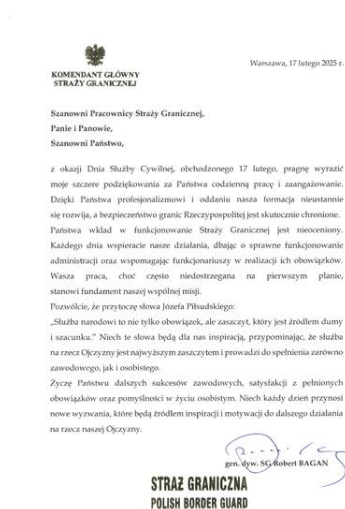 KOMENDANT GŁÓWNY
STRAŻY GRANICZNEJ
Warszawa, 17 lutego 2025 r.
Szanowni Pracownicy Straży Granicznej,
Panie i Panowie,
Szanowni Państwo,
z okazji Dnia Służby Cywilnej, obchodzonego 17 lutego, pragnę wyrazić
moje szczere podziękowania za Państwa codzienną pracę i zaangażowanie.
Dzięki Państwa profesjonalizmowi i oddaniu nasza formacja nieustannie
się rozwija, a bezpieczeństwo granic Rzeczypospolitej jest skutecznie chronione.
Państwa wkład w funkcjonowanie Straży Granicznej jest nieoceniony.
Każdego dnia wspieracie nasze działania, dbając o sprawne funkcjonowanie
administracji oraz wspomagając funkcjonariuszy w realizacji ich obowiązków.
Wasza praca, choć często niedostrzegana na pierwszym planie,
stanowi fundament naszej wspólnej misji.
Pozwólcie, że przytoczę słowa Józefa Piłsudskiego:
„Służba narodowi to nie tylko obowiązek, ale zaszczyt, który jest źródłem dumy
i szacunku.” Niech te słowa będą dla nas inspiracją, przypominając, że służba
na rzecz Ojczyzny jest najwyższym zaszczytem i prowadzi do spełnienia zarówno
zawodowego, jak i osobistego.
Życzę Państwu dalszych sukcesów zawodowych, satysfakcji z pełnionych
obowiązków oraz pomyślności w życiu osobistym. Niech każdy dzień przynosi
nowe wyzwania, które będą źródłem inspiracji i motywacji do dalszego działania
na rzecz naszej Ojczyzny.
gen. dyw. SG Robert BAGAN
STRAŻ GRANICZNA
POLISH BORDER GUARD